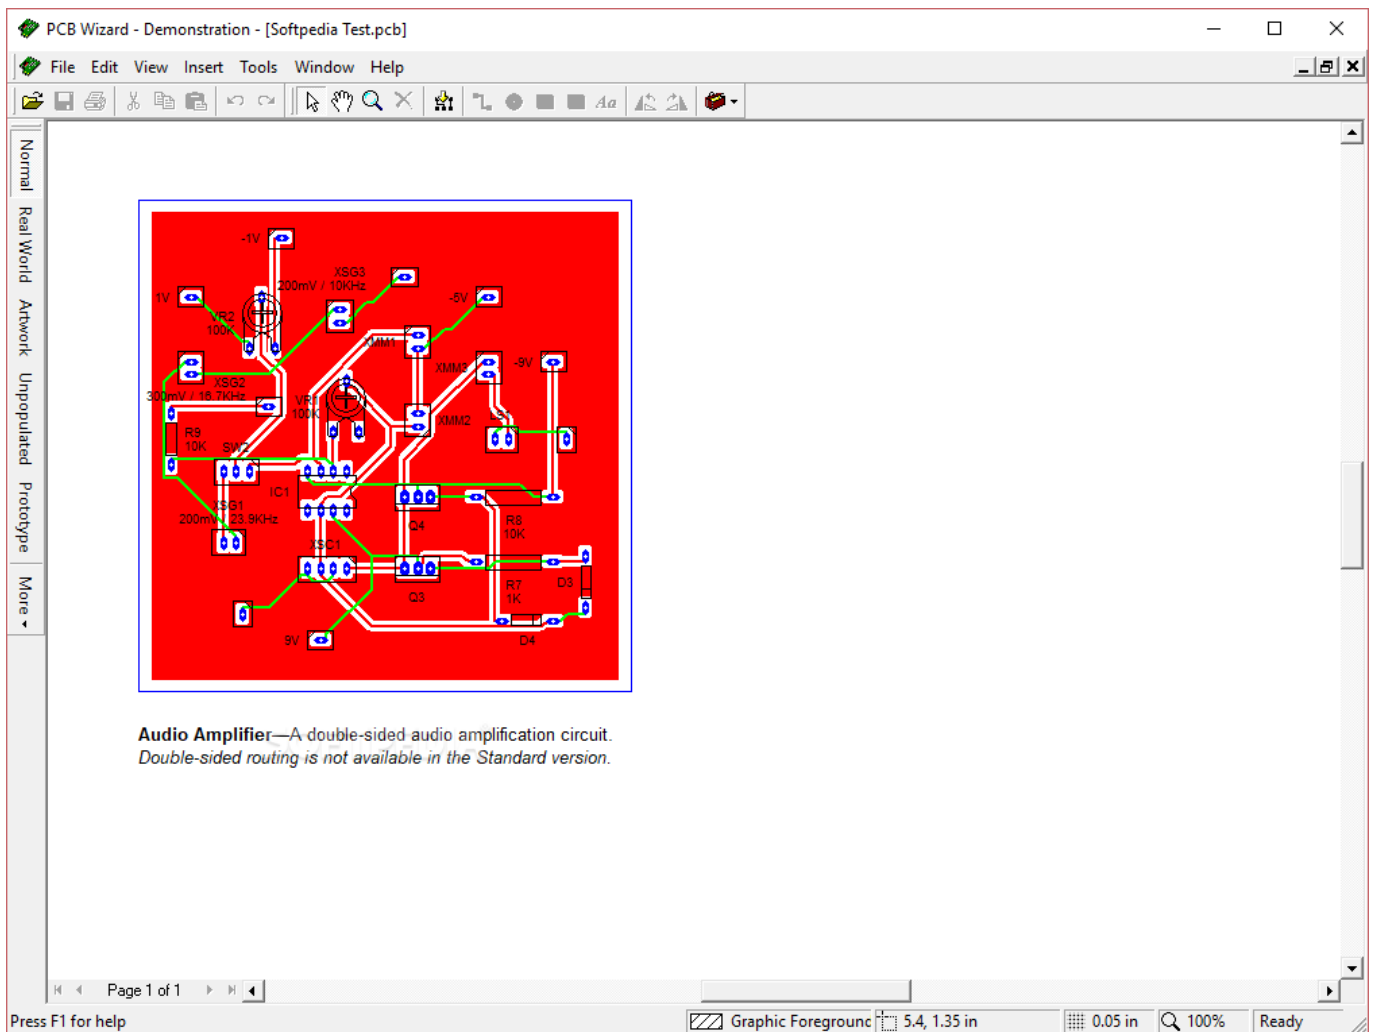 PCB Wizard - Demonstration - [Softpedia Test.pcb]
File Edit View Insert Tools Window Help
Aa
Normal
Real World
Artwork
Unpopulated
Prototype
More
-1V
XSG3
200mV / 10KHz
1V
-5V
VR2
100K
XMM1
XMM3
-9V
XSG2
300mV / 16.7KHz
VR1
100K
LS1
XMM2
R9
10K
SW2
IC1
XSG1
200mV / 23.9KHz
Q4
R8
10K
XSC1
R7
1K
D3
Q3
9V
D4
Audio Amplifier—A double-sided audio amplification circuit.
Double-sided routing is not available in the Standard version.
Page 1 of 1
Press F1 for help
Graphic Foreground
5.4, 1.35 in
0.05 in
100%
Ready